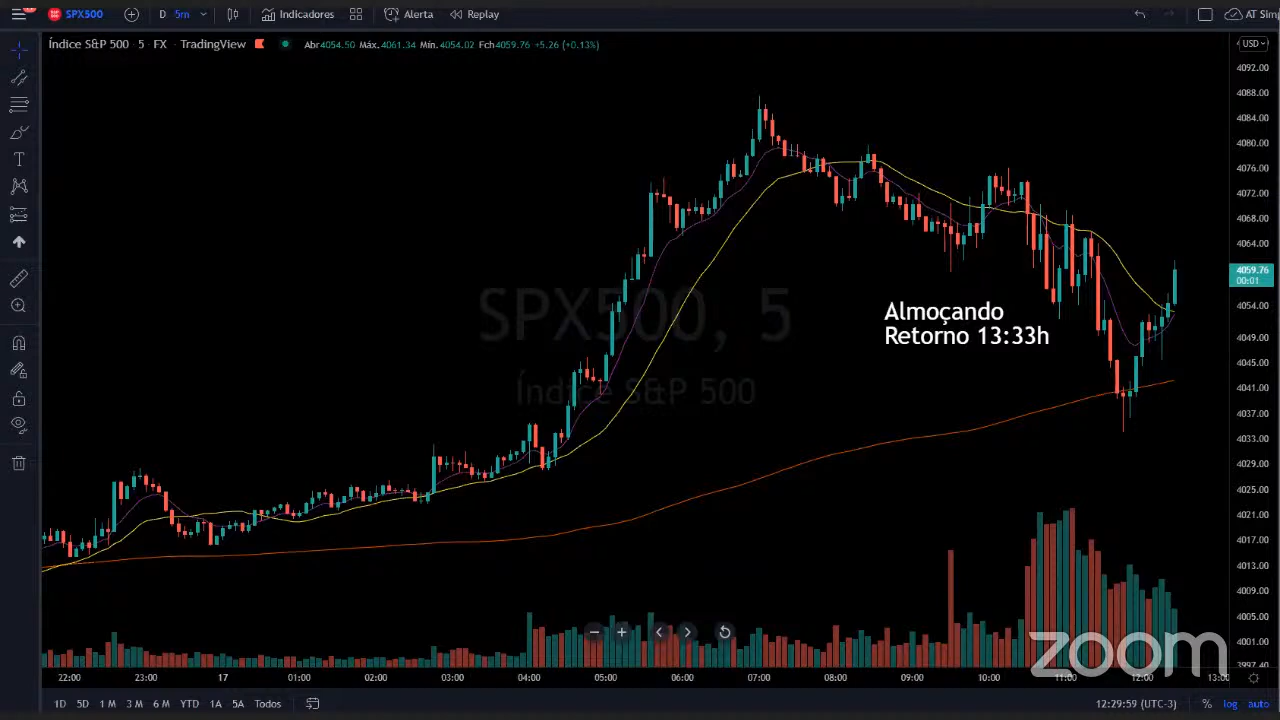 SPX500
D 5m
Indicadores
Alerta
Replay
Índice S&P 500 · 5 · FX · TradingView
Abr4054.50 Máx.4061.34 Mín.4054.02 Fch4059.76 +5.26 (+0.13%)
USD
4092.00
4088.00
4084.00
4080.00
4076.00
4072.00
4068.00
4064.00
4059.76
00:01
4054.00
4049.00
4045.00
4041.00
4037.00
4033.00
4029.00
4025.00
4021.00
4017.00
4013.00
4009.00
4005.00
4001.00
3997.40
SPX500, 5
Índice S&P 500
Almoçando
Retorno 13:33h
zoom
22:00 23:00 17 01:00 02:00 03:00 04:00 05:00 06:00 07:00 08:00 09:00 10:00 11:00 12:00 13:00
1D 5D 1 M 3 M 6 M YTD 1A 5A Todos
12:29:59 (UTC-3) % log auto